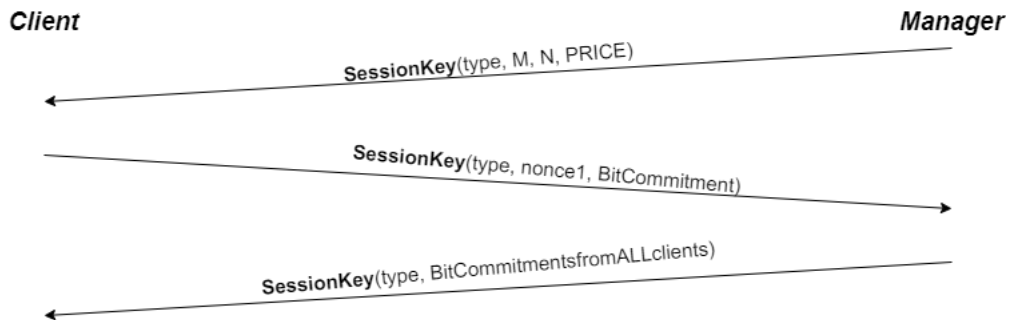 Client
Manager
SessionKey(type, M, N, PRICE)
SessionKey(type, nonce1, BitCommitment)
SessionKey(type, BitCommitmentsfromALLclients)